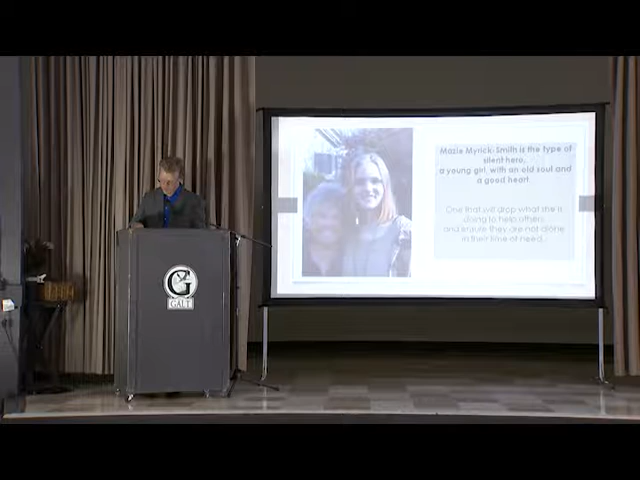 Mazie Myrick-Smith is the type of
silent hero,
a young girl, with an old soul and
a good heart.
One that will drop what she is
doing to help others...
and ensure they are not alone
in their time of need...
G
GALT